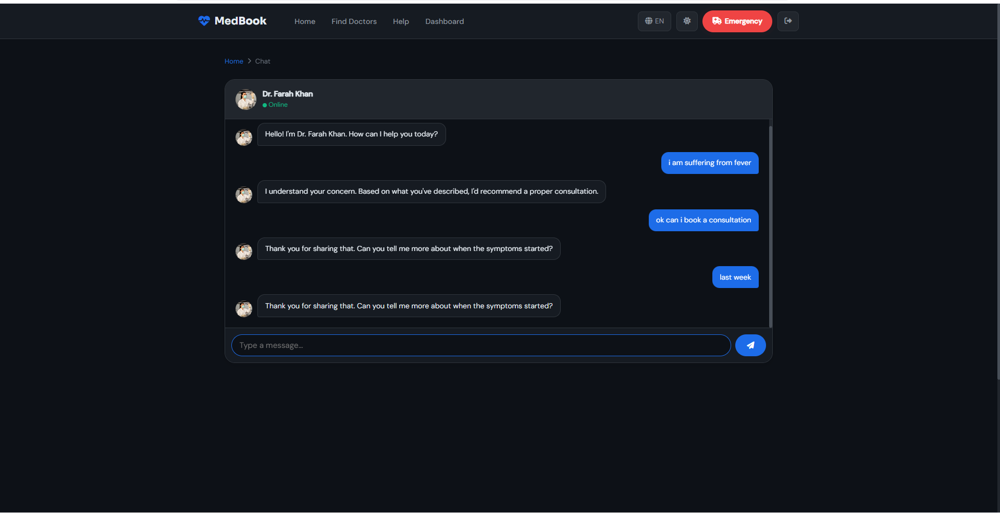 MedBook
Home
Find Doctors
Help
Dashboard
EN
Emergency
Home > Chat
Dr. Farah Khan
Online
Hello! I'm Dr. Farah Khan. How can I help you today?
i am suffering from fever
I understand your concern. Based on what you've described, I'd recommend a proper consultation.
ok can i book a consultation
Thank you for sharing that. Can you tell me more about when the symptoms started?
last week
Thank you for sharing that. Can you tell me more about when the symptoms started?
Type a message...